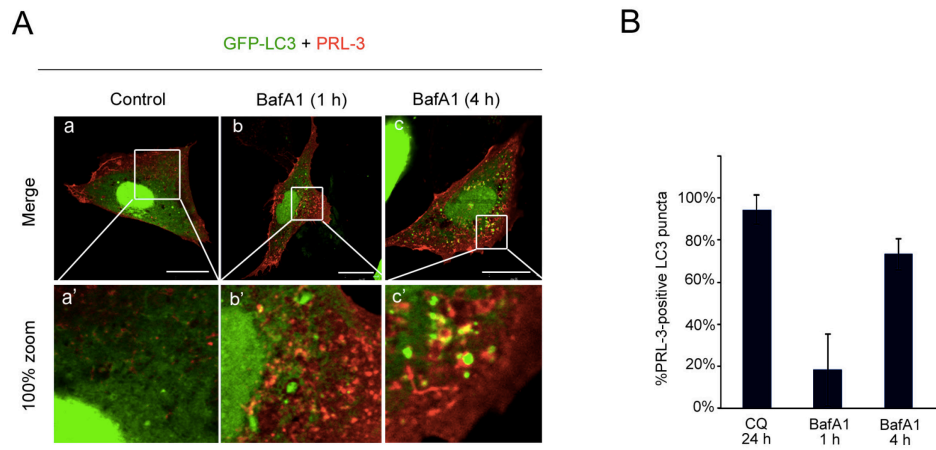 A
GFP-LC3 + PRL-3
Control
BafA1 (1 h)
BafA1 (4 h)
Merge
a
b
c
100% zoom
a'
b'
c'
B
%PRL-3-positive LC3 puncta
100%
80%
60%
40%
20%
0%
CQ
24 h
BafA1
1 h
BafA1
4 h